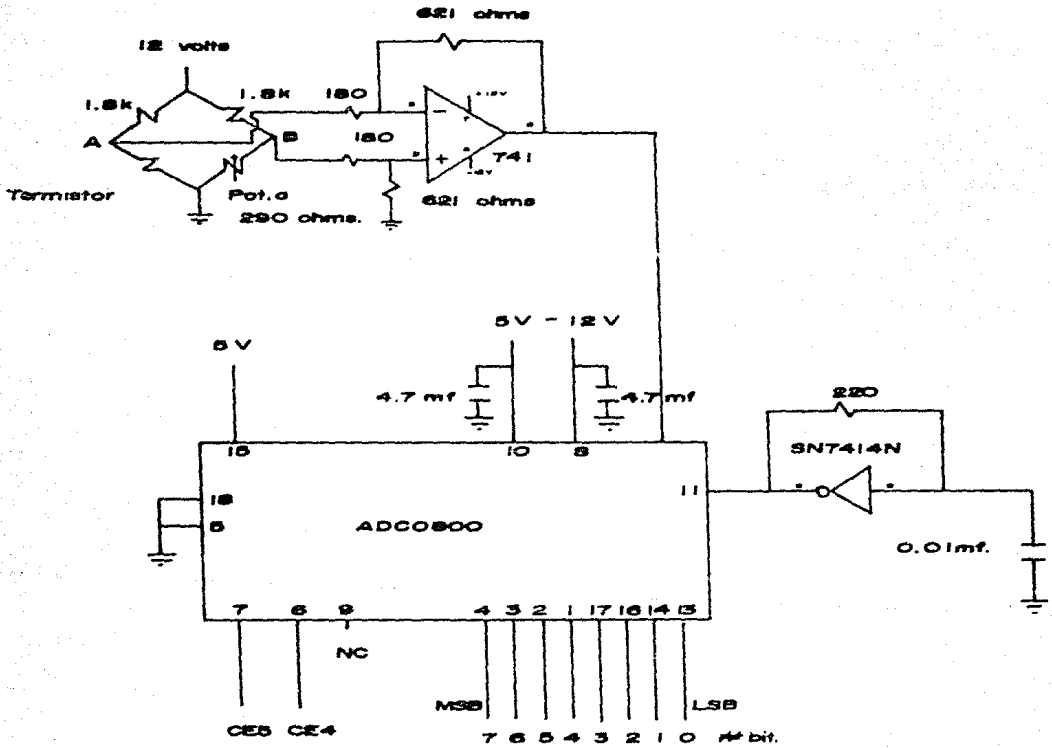 621 ohms
12 volts
1.8k
1.8k
180
A
B
180
-
+
741
Termistor
Pot.a
290 ohms.
621 ohms
5V -12V
5V
4.7 mf
4.7 mf
220
SN7414N
15
10
8
18
11
5
ADC0800
0.01mf.
7 6 9 4 3 2 1 17 16 14 13
NC
MSB
LSB
CE5 CE4
7 6 5 4 3 2 1 0 # bit.